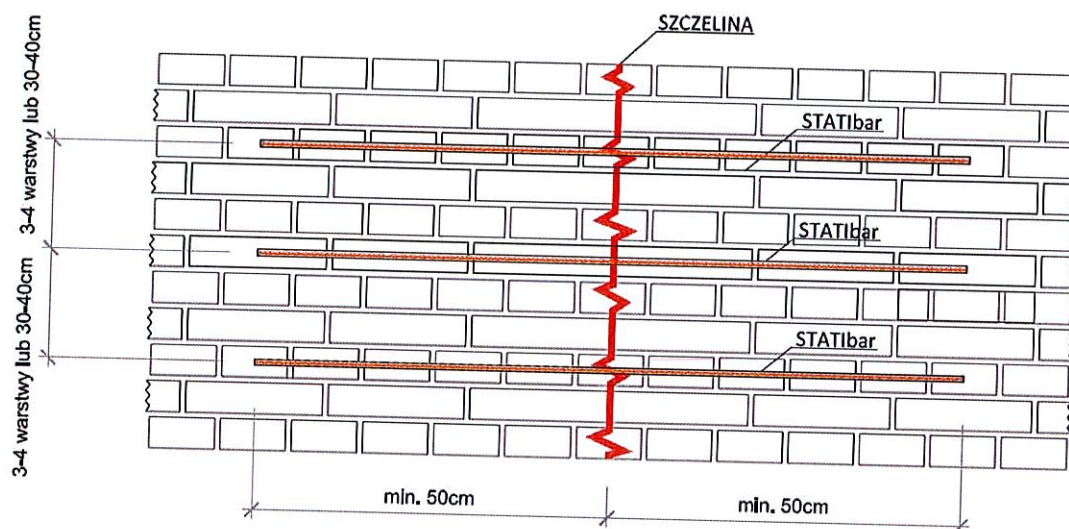 SZCZELINA
STATIbar
STATIbar
STATIbar
3-4 warstwy lub 30-40cm
3-4 warstwy lub 30-40cm
min. 50cm
min. 50cm